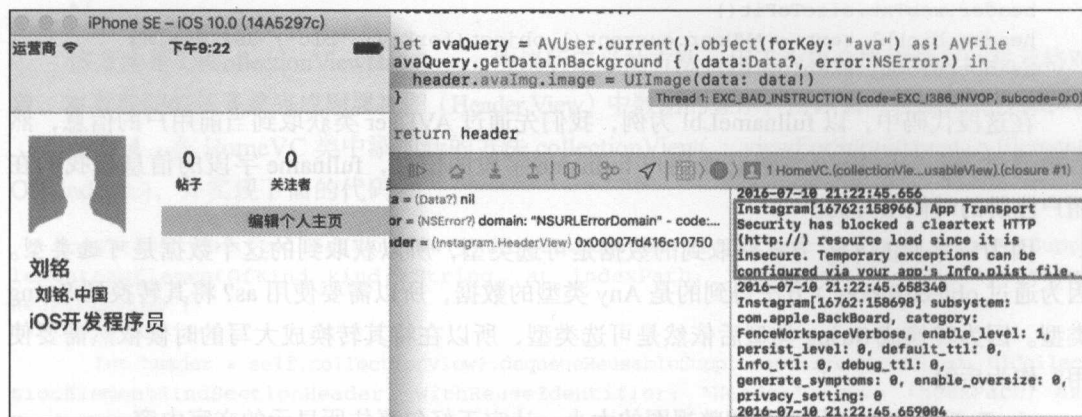 iPhone SE – iOS 10.0 (14A5297c)
运营商
下午9:22
0
0
帖子
关注者
编辑个人主页
刘铭
刘铭.中国
iOS开发程序员
let avaQuery = AVUser.current().object(forKey: "ava") as! AVFile
avaQuery.getDataInBackground { (data:Data?, error:NSError?) in
header.avaImg.image = UIImage(data: data!)
}
Thread 1: EXC_BAD_INSTRUCTION (code=EXC_I386_INVOP, subcode=0x0)
return header
1 HomeVC.(collectionVie...usableView).(closure #1)
a = (Data?) nil
or = (NSError?) domain: "NSURLErrorDomain" - code:...
der = (Instagram.HeaderView) 0x00007fd416c10750
2016-07-10 21:22:45.656
Instagram[16762:158966] App Transport
Security has blocked a cleartext HTTP
(http://) resource load since it is
insecure. Temporary exceptions can be
configured via your app's Info.plist file.
2016-07-10 21:22:45.658340
Instagram[16762:158698] subsystem:
com.apple.BackBoard, category:
fenceWorkspaceVerbose, enable_level: 1,
persist_level: 0, default_ttl: 0,
info_ttl: 0, debug_ttl: 0,
generate_symptoms: 0, enable_oversize: 0,
privacy_setting: 0
2016-07-10 21:22:45.659004